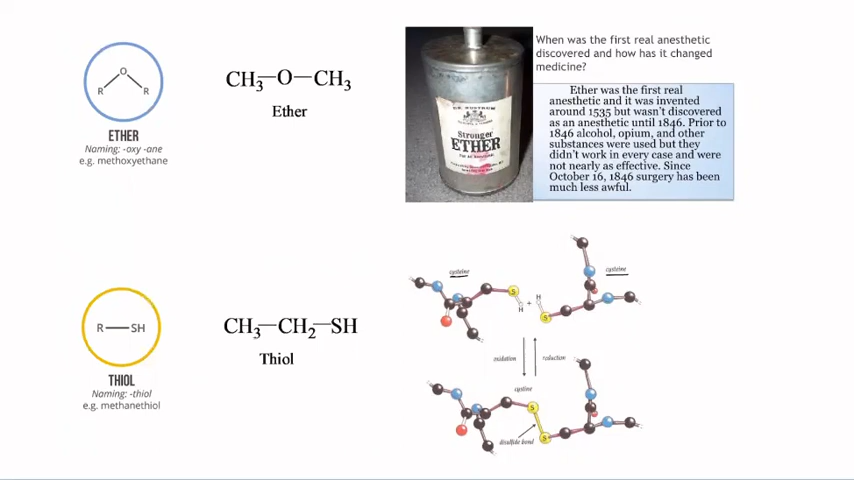 O
R R
ETHER
Naming: -oxy -ane
e.g. methoxyethane
CH3—O—CH3
Ether
Stronger
ETHER
When was the first real anesthetic
discovered and how has it changed
medicine?
Ether was the first real
anesthetic and it was invented
around 1535 but wasn't discovered
as an anesthetic until 1846. Prior to
1846 alcohol, opium, and other
substances were used but they
didn't work in every case and were
not nearly as effective. Since
October 16, 1846 surgery has been
much less awful.
R—SH
THIOL
Naming: -thiol
e.g. methanethiol
CH3—CH2—SH
Thiol
cysteine
cysteine
S
H
+
H
S
oxidation
reduction
cystine
S
S
disulfide bond